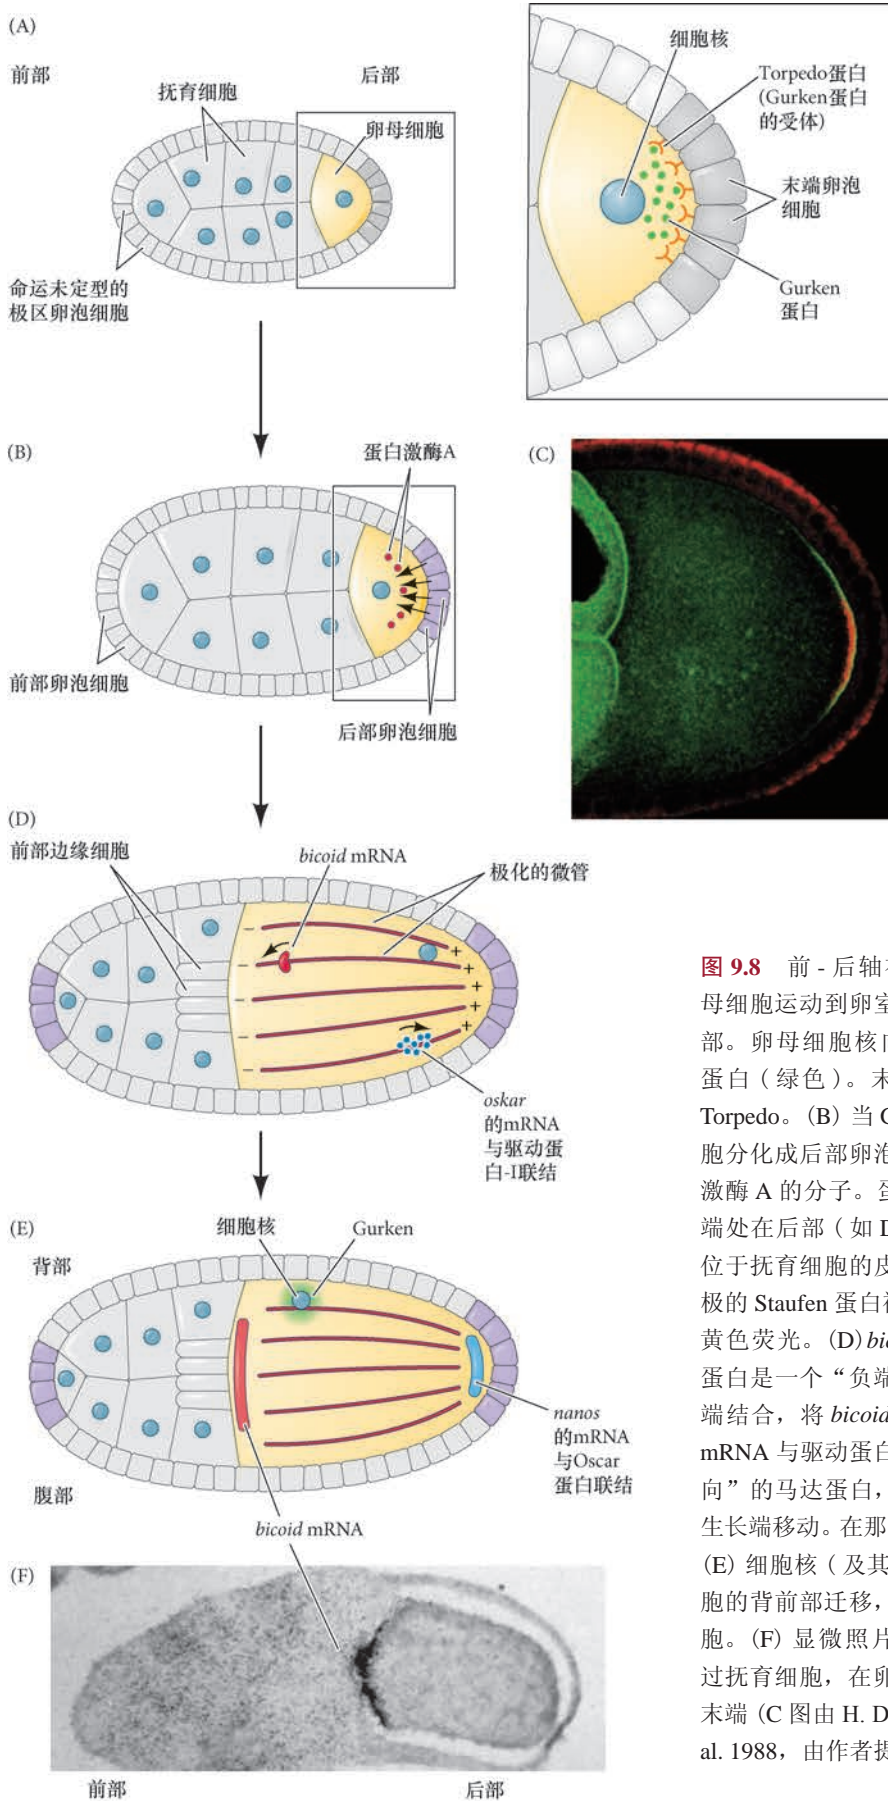 (A)
前部
后部
抚育细胞
卵母细胞
命运未定型的
极区卵泡细胞
细胞核
Torpedo蛋白
(Gurken蛋白
的受体)
末端卵泡
细胞
Gurken
蛋白
(B)
蛋白激酶A
前部卵泡细胞
后部卵泡细胞
(C)
(D)
前部边缘细胞
bicoid mRNA
极化的微管
− +
− +
− +
− +
− +
oskar
的mRNA
与驱动蛋
白-I联结
(E)
细胞核
Gurken
背部
腹部
nanos
的mRNA
与Oscar
蛋白联结
bicoid mRNA
(F)
前部
后部
图 9.8 前 - 后轴
母细胞运动到卵室
部。卵母细胞核
蛋白（绿色）。末
Torpedo。（B）当
胞分化成后部卵泡
激酶 A 的分子。蛋
端处在后部（如
位于抚育细胞的皮
极的 Staufen 蛋白
黄色荧光。（D）
蛋白是一个“负端
端结合，将 bicoid
mRNA 与驱动蛋白
向”的马达蛋白，
生长端移动。在那
(E) 细胞核（及其
胞的背前部迁移，
胞。（F）显微照片
过抚育细胞，在卵
末端（C 图由 H. D
al. 1988，由作者提